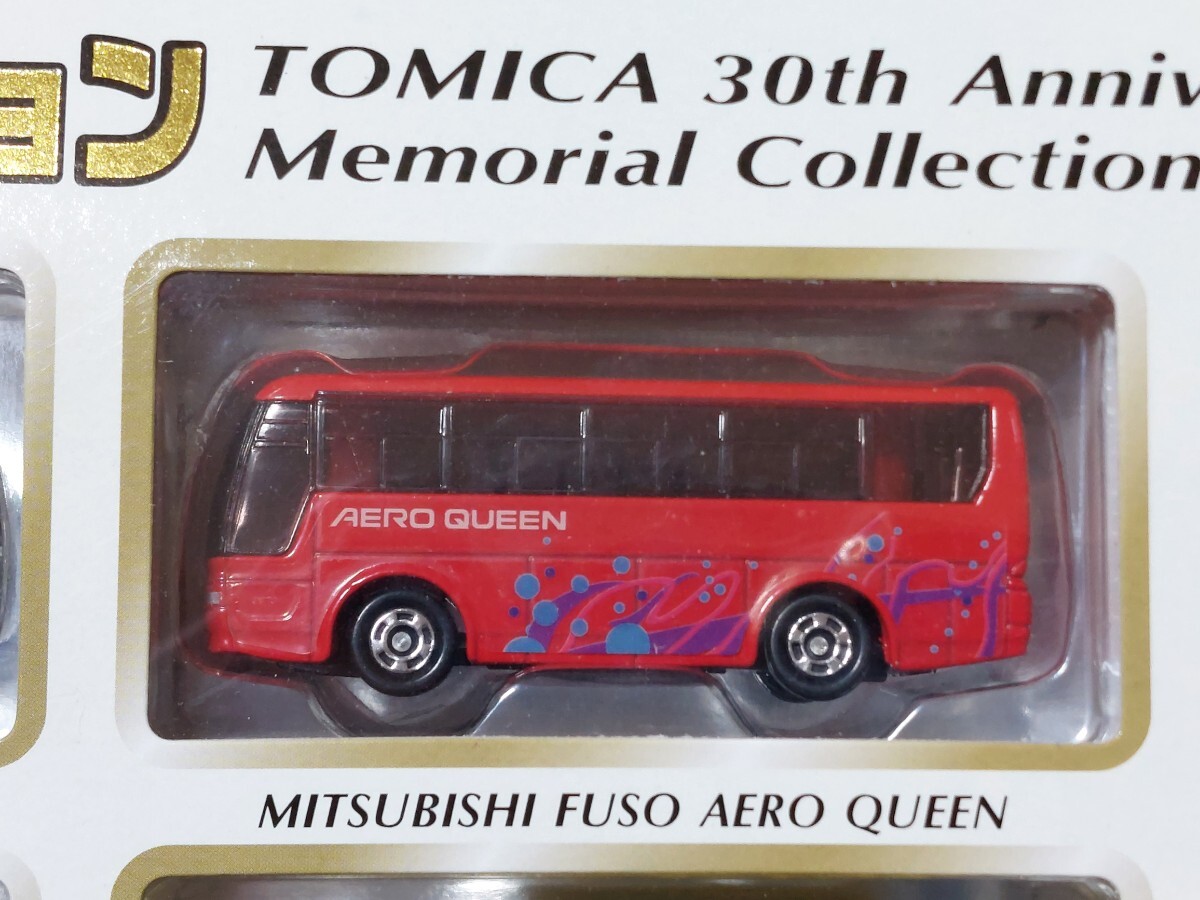 ョン
TOMICA 30th Anniv
Memorial Collection
AERO QUEEN
MITSUBISHI FUSO AERO QUEEN